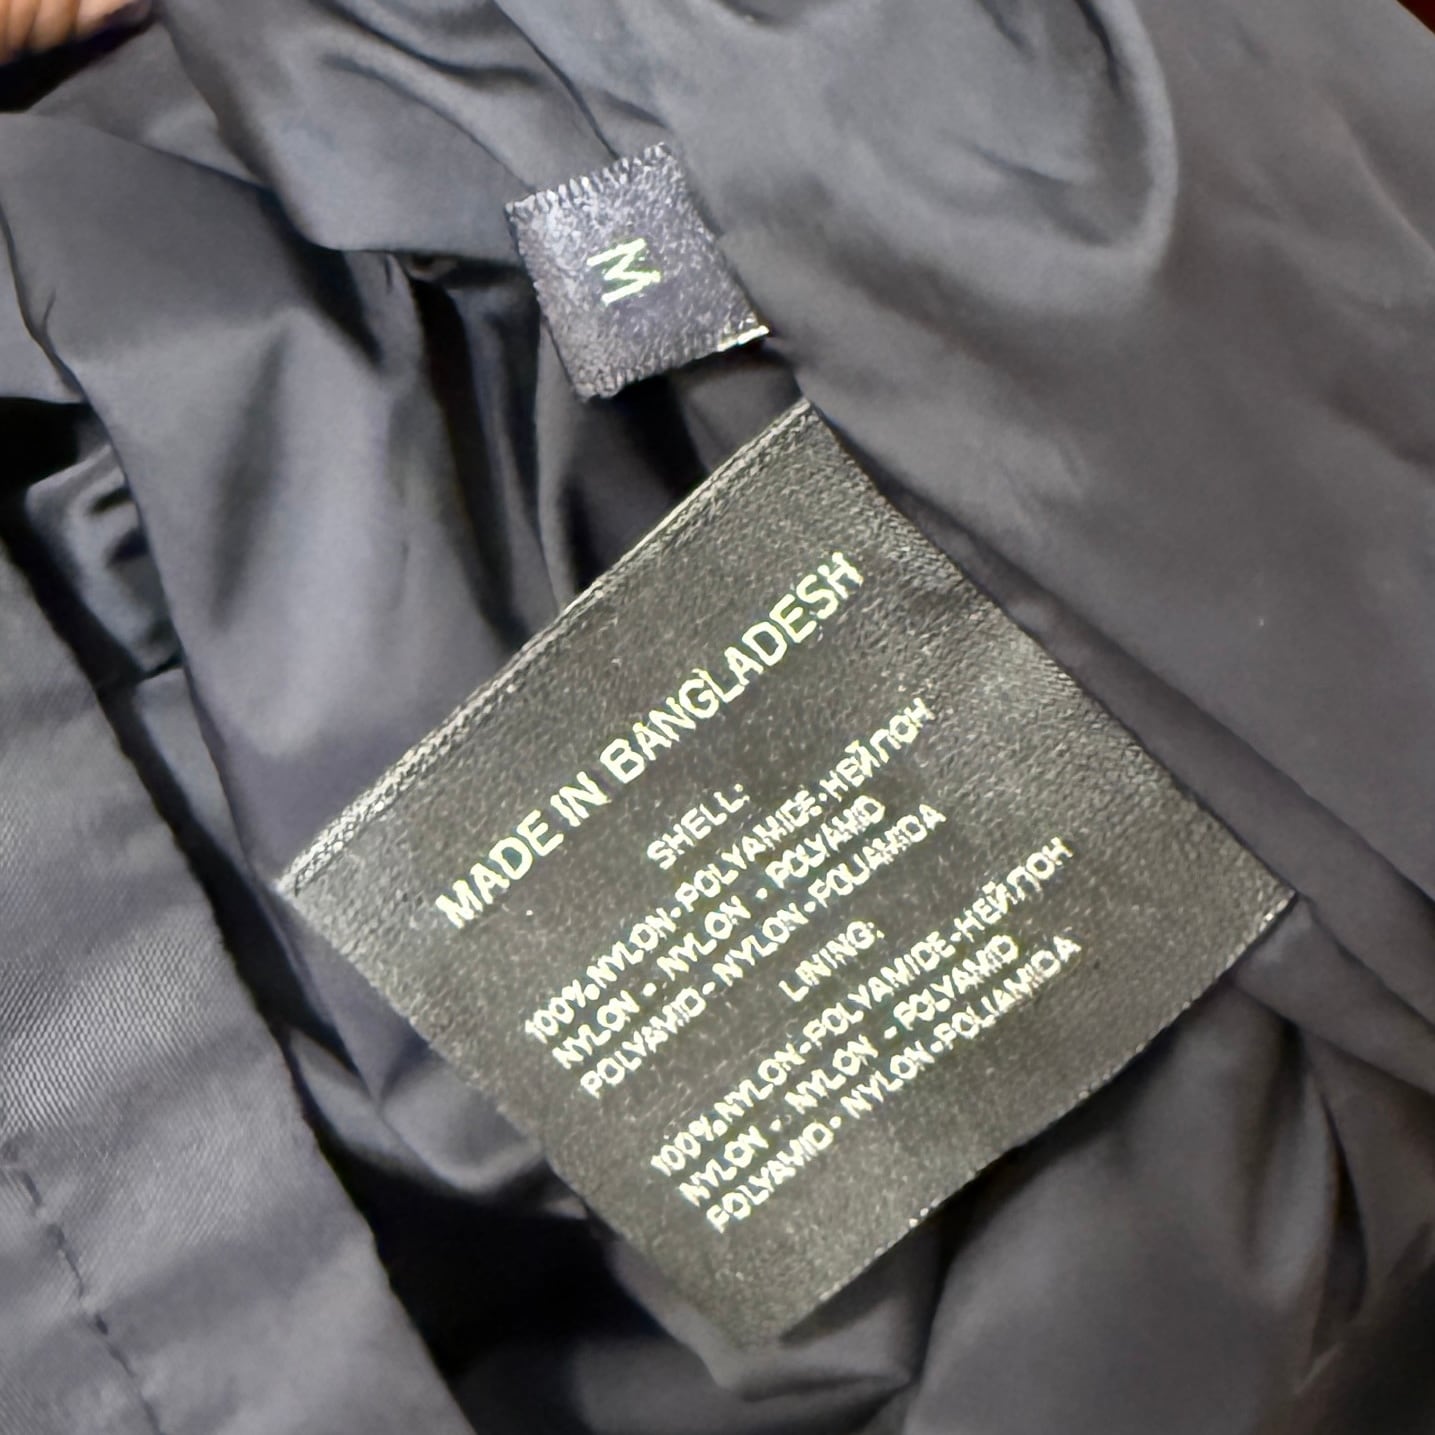 M
MADE IN BANGLADESH
SHELL:
100%NYLON-POLYAMIDE-НЕЙЛОН
NYLON - NYLON - POLYAMID
POLYAMID - NYLON-POLIAMIDA
LINING:
100%NYLON-POLYAMIDE-НЕЙЛОН
NYLON - NYLON - POLYAMID
POLYAMID- NYLON-POLIAMIDA